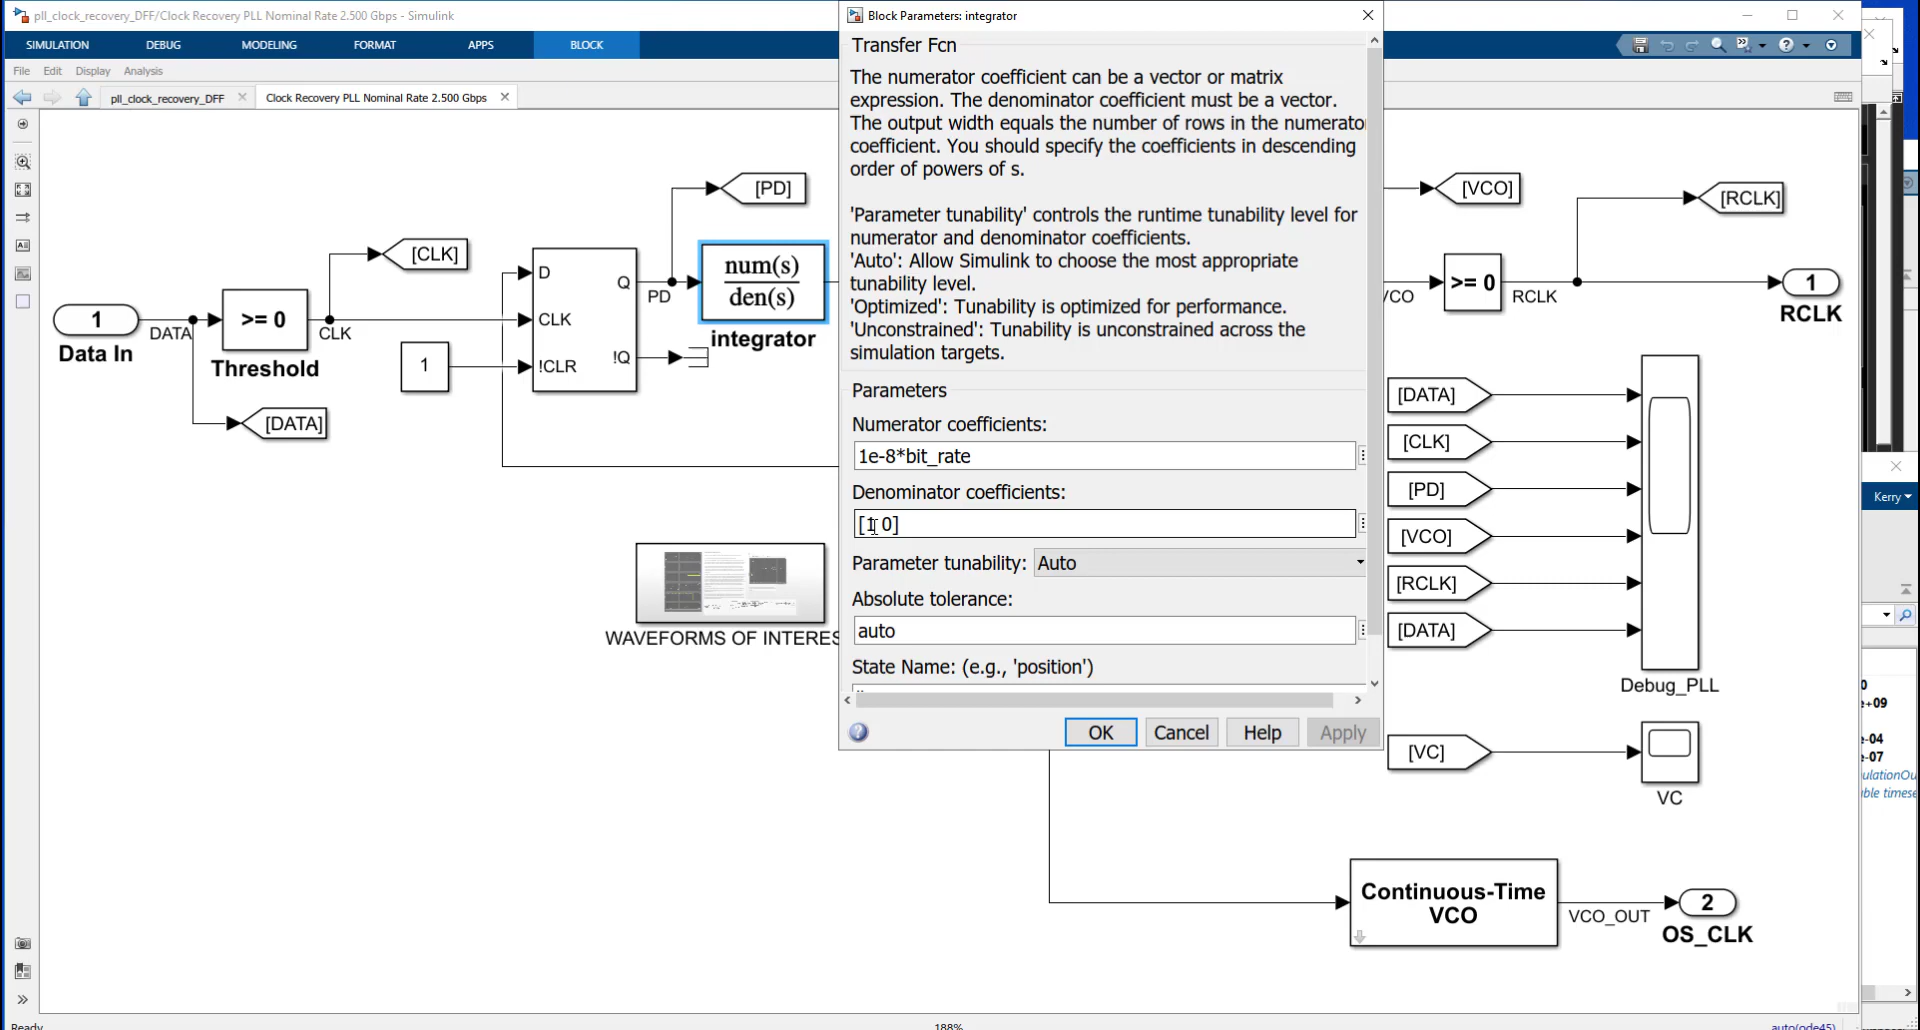 pll_clock_recovery_DFF/Clock Recovery PLL Nominal Rate 2.500 Gbps - Simulink
Block Parameters: integrator
SIMULATION DEBUG MODELING FORMAT APPS BLOCK
File Edit Display Analysis
pll_clock_recovery_DFF
Clock Recovery PLL Nominal Rate 2.500 Gbps
Transfer Fcn
The numerator coefficient can be a vector or matrix
expression. The denominator coefficient must be a vector.
The output width equals the number of rows in the numerato
coefficient. You should specify the coefficients in descending
order of powers of s.
'Parameter tunability' controls the runtime tunability level for
numerator and denominator coefficients.
'Auto': Allow Simulink to choose the most appropriate
tunability level.
'Optimized': Tunability is optimized for performance.
'Unconstrained': Tunability is unconstrained across the
simulation targets.
Parameters
Numerator coefficients:
1e-8*bit_rate
Denominator coefficients:
[1 0]
Parameter tunability: Auto
Absolute tolerance:
auto
State Name: (e.g., 'position')
OK Cancel Help Apply
1
DATA
Data In
>= 0
Threshold
CLK
[CLK]
[DATA]
1
D
CLK
!CLR
Q
!Q
PD
[PD]
num(s)
den(s)
integrator
WAVEFORMS OF INTERES
[VCO]
VCO
>= 0
RCLK
[RCLK]
1
RCLK
[DATA]
[CLK]
[PD]
[VCO]
[RCLK]
[DATA]
Debug_PLL
[VC]
VC
Continuous-Time
VCO
VCO_OUT
2
OS_CLK
Kerry
0
+09
e-04
e-07
ulationOu
ble timese
Ready
188%
auto(ode45)